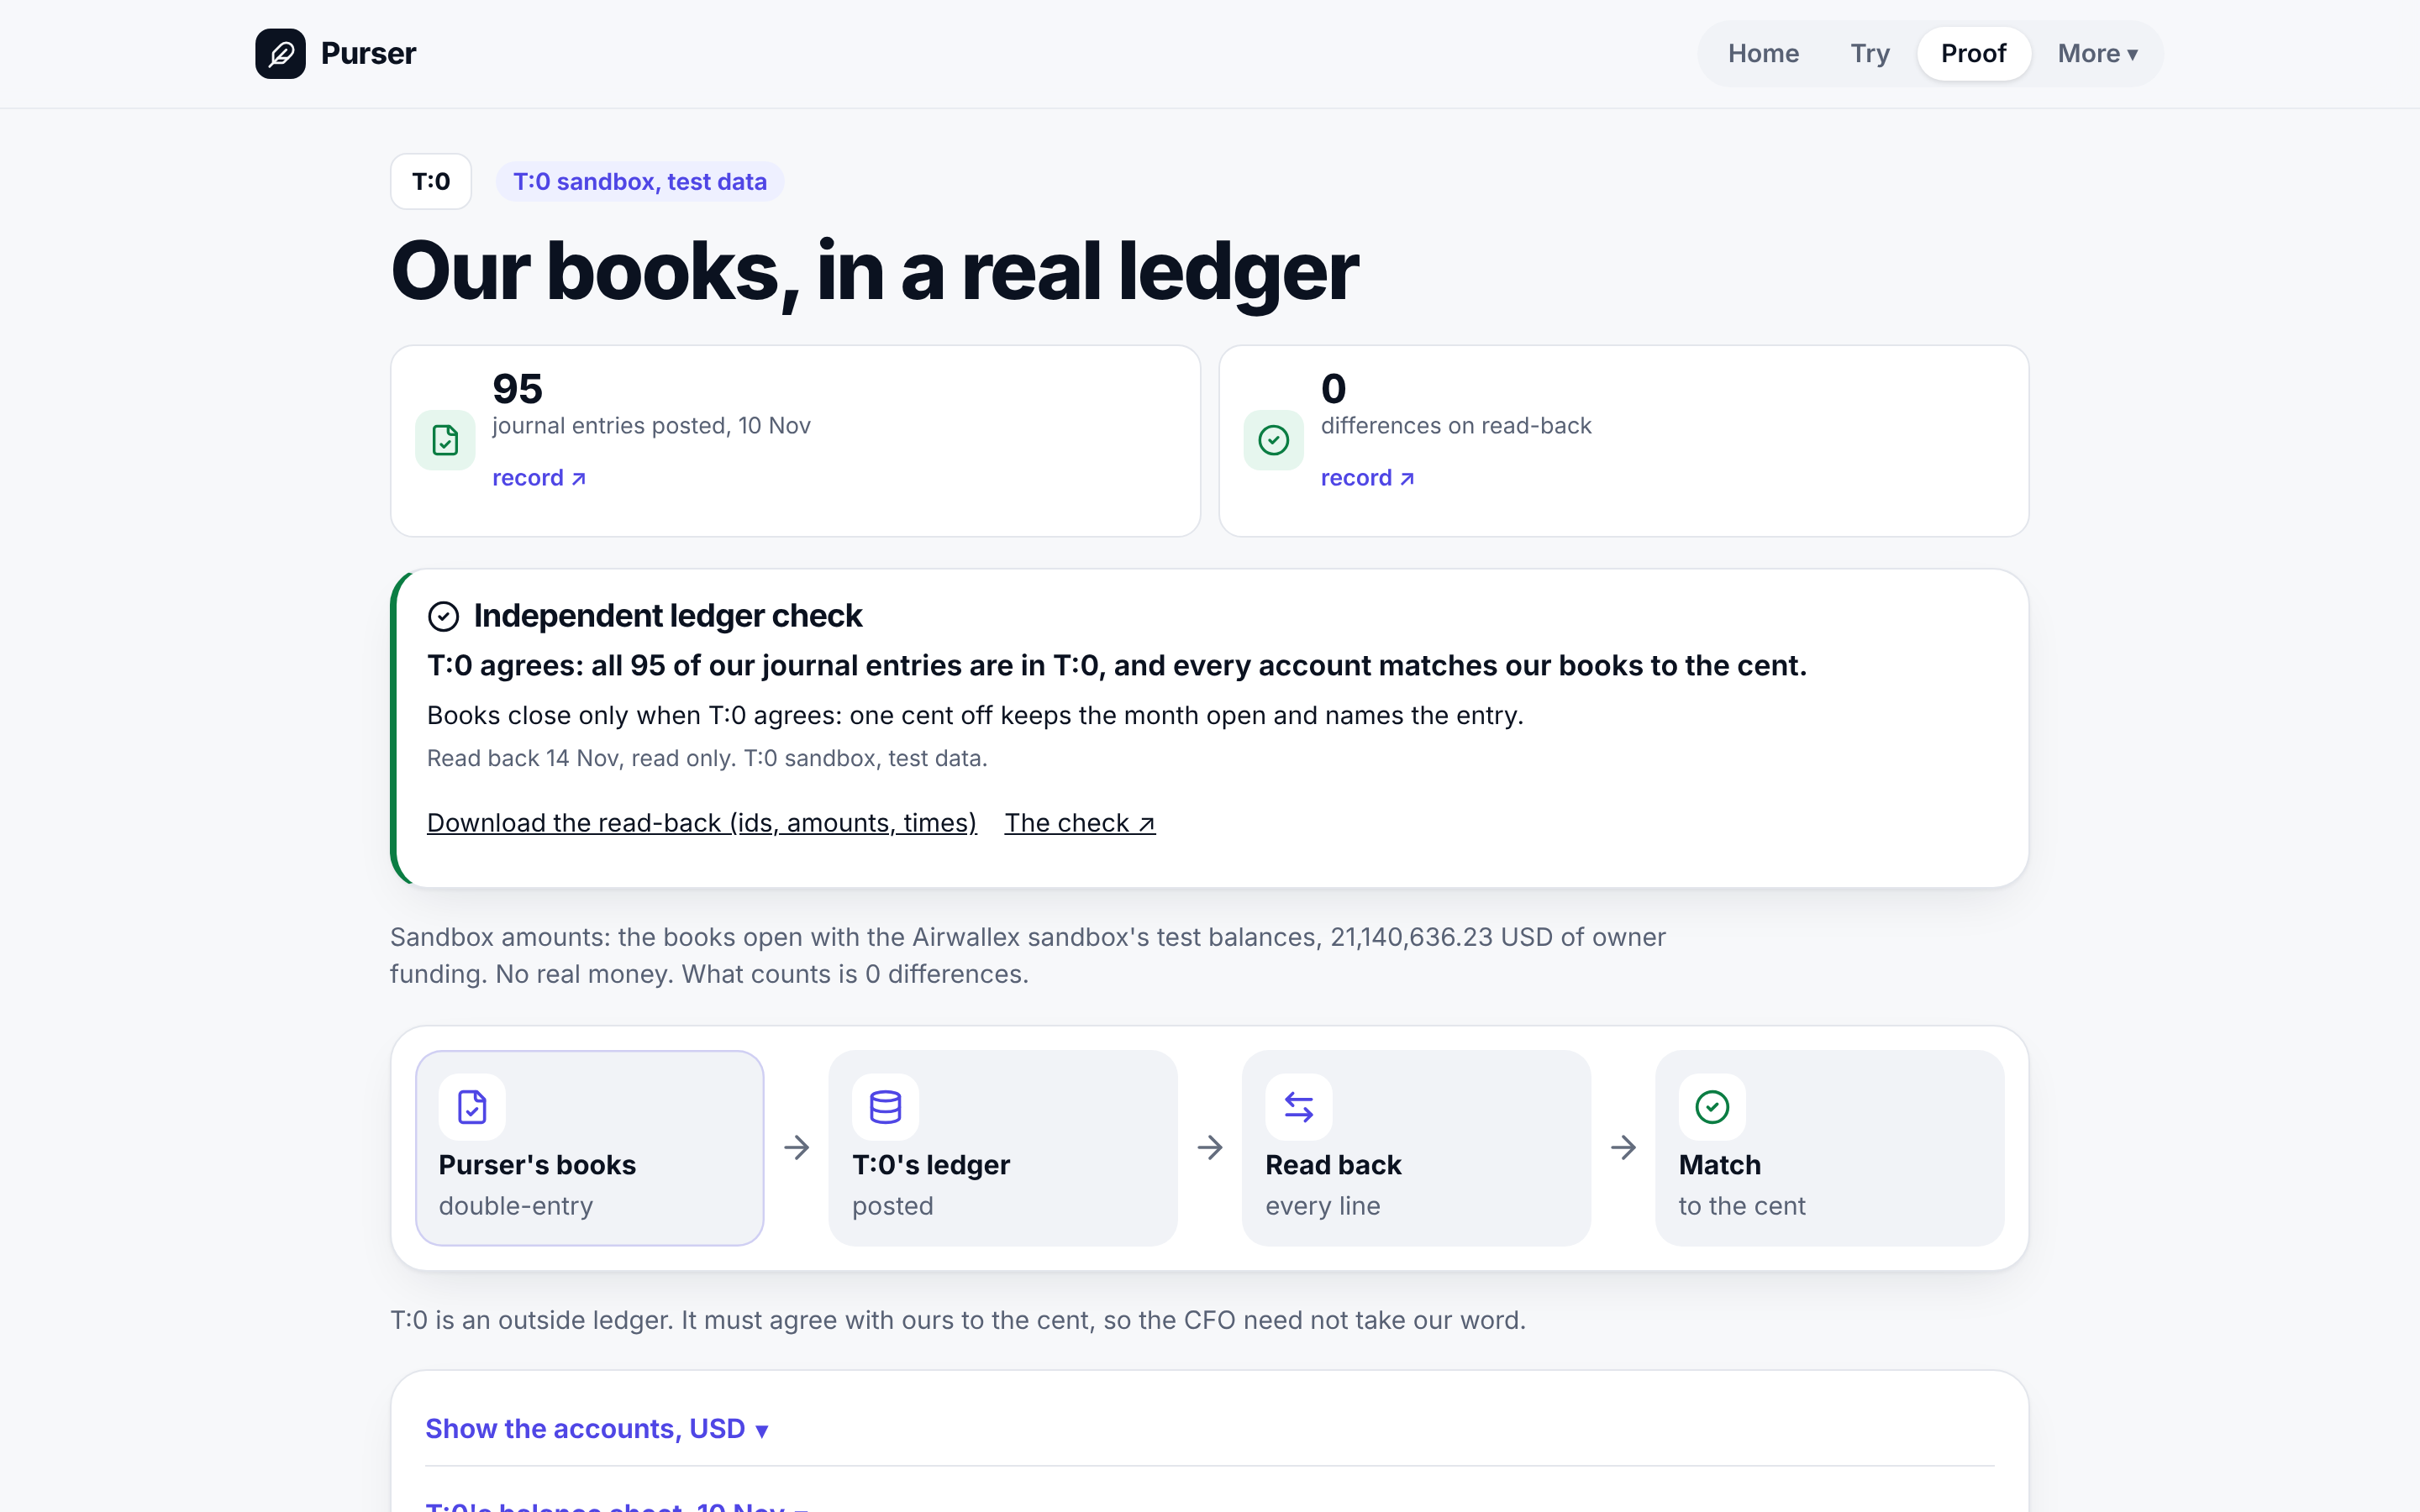 Purser
Home
Try
Proof
More ▾
T:0
T:0 sandbox, test data
Our books, in a real ledger
95
journal entries posted, 10 Nov
record ↗
0
differences on read-back
record ↗
Independent ledger check
T:0 agrees: all 95 of our journal entries are in T:0, and every account matches our books to the cent.
Books close only when T:0 agrees: one cent off keeps the month open and names the entry.
Read back 14 Nov, read only. T:0 sandbox, test data.
Download the read-back (ids, amounts, times)
The check ↗
Sandbox amounts: the books open with the Airwallex sandbox's test balances, 21,140,636.23 USD of owner
funding. No real money. What counts is 0 differences.
Purser's books
double-entry
T:0's ledger
posted
Read back
every line
Match
to the cent
T:0 is an outside ledger. It must agree with ours to the cent, so the CFO need not take our word.
Show the accounts, USD ▾
T:0's balance sheet, 10 Nov